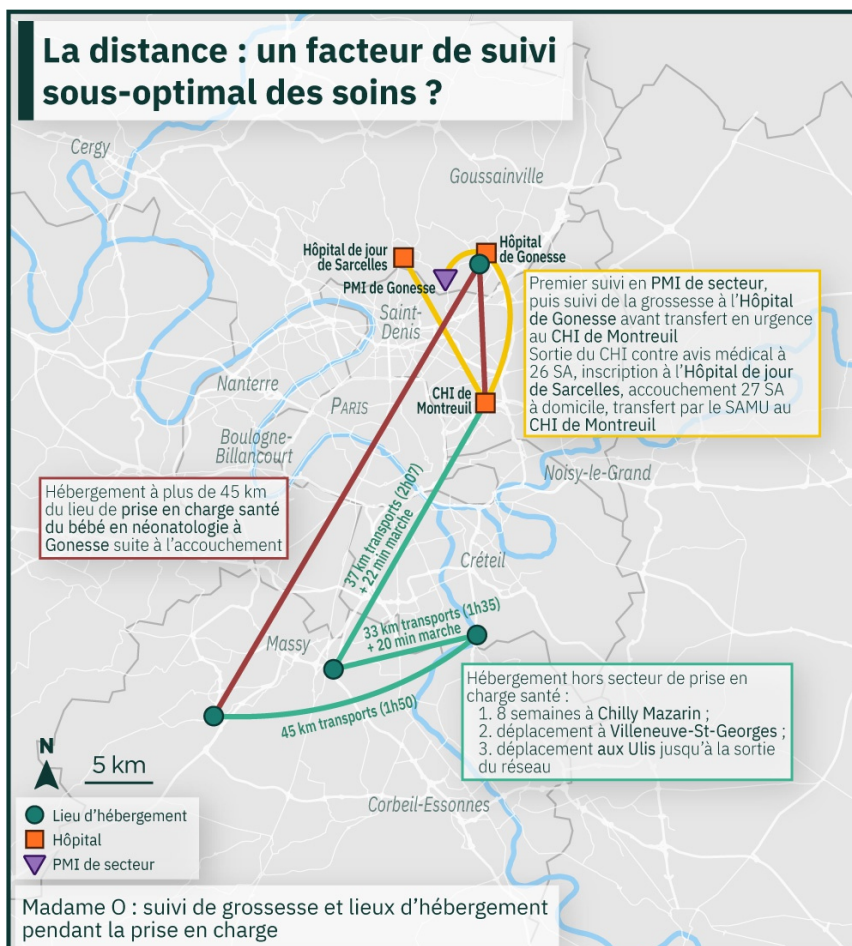 La distance : un facteur de suivi
sous-optimal des soins ?
Cergy
Goussainville
Hôpital de jour
de Sarcelles
Hôpital
de Gonesse
PMI de Gonesse
Saint-
Denis
Premier suivi en PMI de secteur,
puis suivi de la grossesse à l'Hôpital
de Gonesse avant transfert en urgence
au CHI de Montreuil
Sortie du CHI contre avis médical à
26 SA, inscription à l'Hôpital de jour
de Sarcelles, accouchement 27 SA
à domicile, transfert par le SAMU au
CHI de Montreuil
Nanterre
PARIS
CHI de
Montreuil
Boulogne-
Billancourt
Noisy-le-Grand
Hébergement à plus de 45 km
du lieu de prise en charge santé
du bébé en néonatologie à
Gonesse suite à l'accouchement
37 km transports (2h07)
+ 22 min marche
Créteil
33 km transports (1h35)
+ 20 min marche
Massy
45 km transports (1h50)
Hébergement hors secteur de prise en
charge santé :
1. 8 semaines à Chilly Mazarin ;
2. déplacement à Villeneuve-St-Georges ;
3. déplacement aux Ulis jusqu'à la sortie
du réseau
N
5 km
Corbeil-Essonnes
Lieu d'hébergement
Hôpital
PMI de secteur
Madame O : suivi de grossesse et lieux d'hébergement
pendant la prise en charge